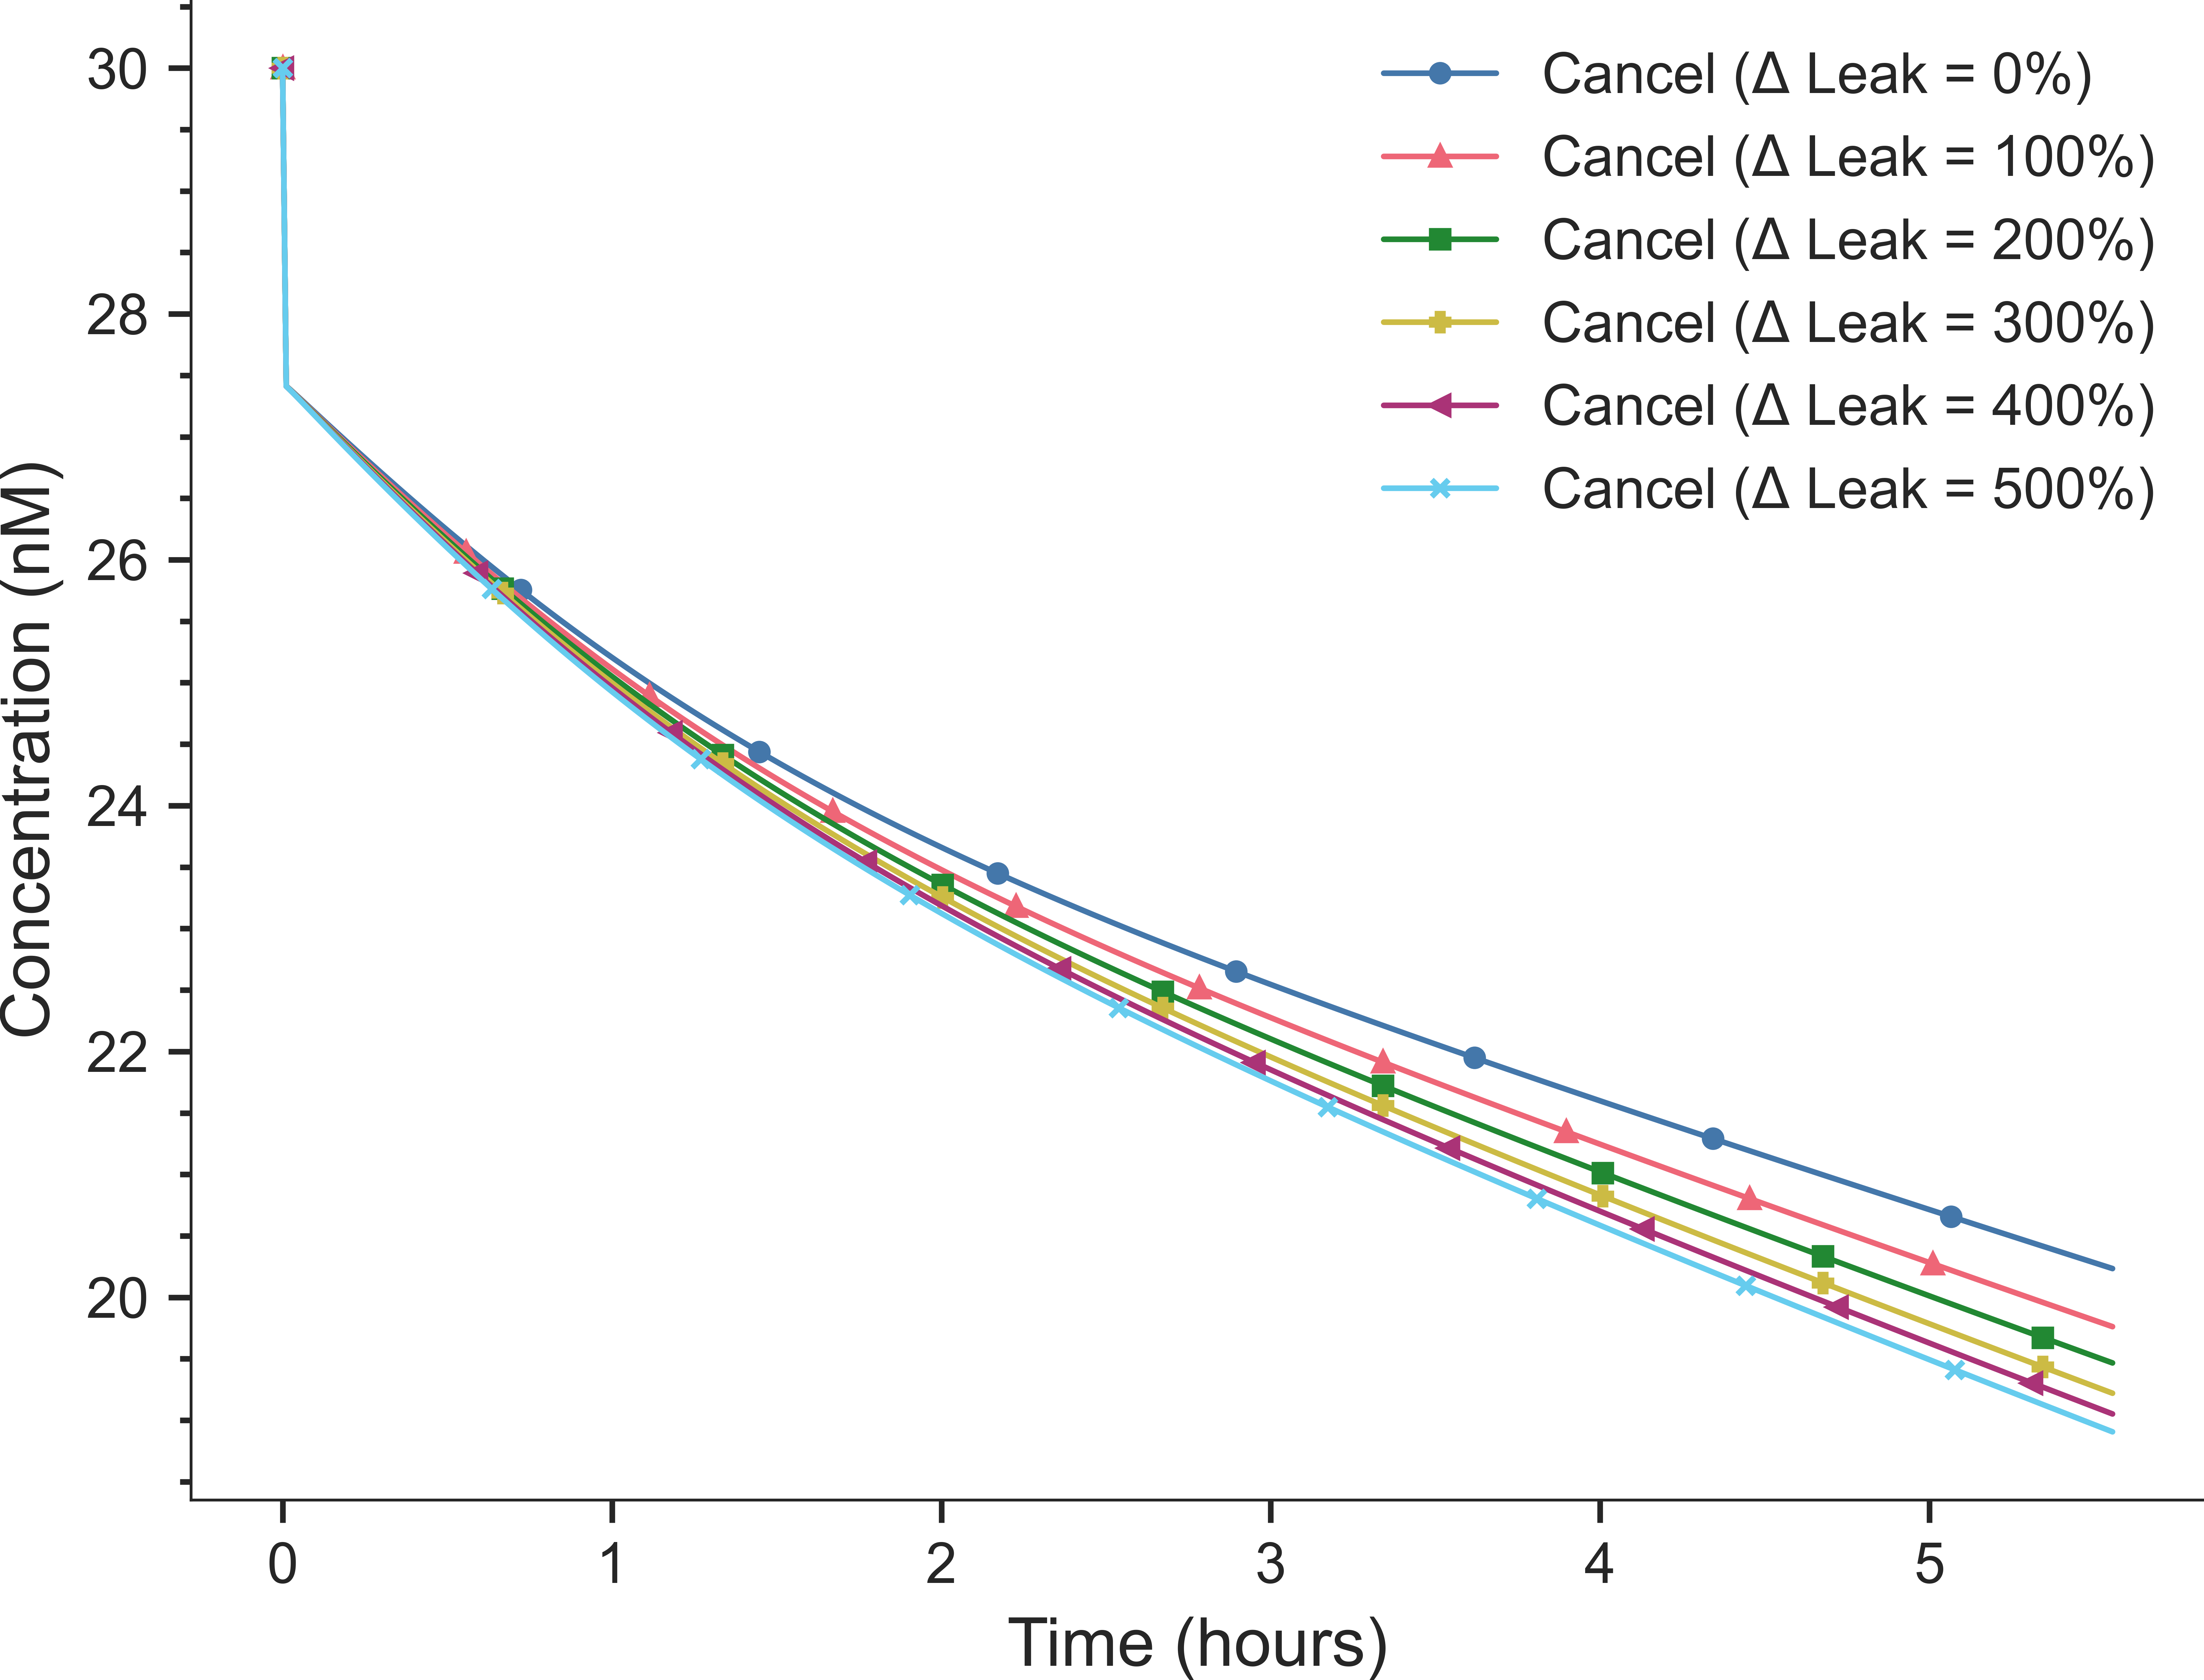 Cancel (Δ Leak = 0%)
Cancel (Δ Leak = 100%)
Cancel (Δ Leak = 200%)
Cancel (Δ Leak = 300%)
Cancel (Δ Leak = 400%)
Cancel (Δ Leak = 500%)
Concentration (nM)
30
28
26
24
22
20
0 1 2 3 4 5
Time (hours)